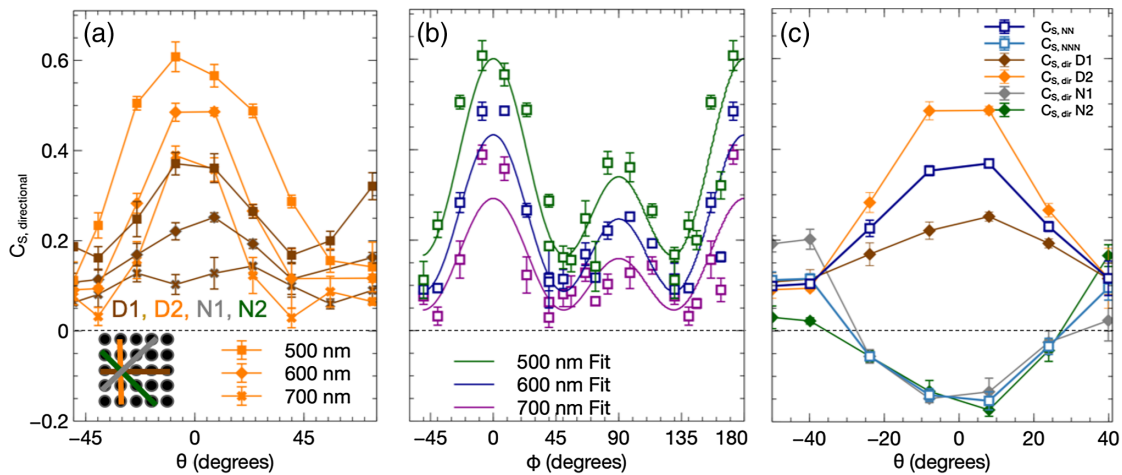 (a)
0.6
0.4
0.2
0
−0.2
C_S, directional
D1, D2, N1, N2
500 nm
600 nm
700 nm
−45
0
45
θ (degrees)
(b)
500 nm Fit
600 nm Fit
700 nm Fit
-45
0
45
90
135
180
Φ (degrees)
(c)
C_S, NN
C_S, NNN
C_S, dir D1
C_S, dir D2
C_S, dir N1
C_S, dir N2
−40
−20
0
20
40
θ (degrees)